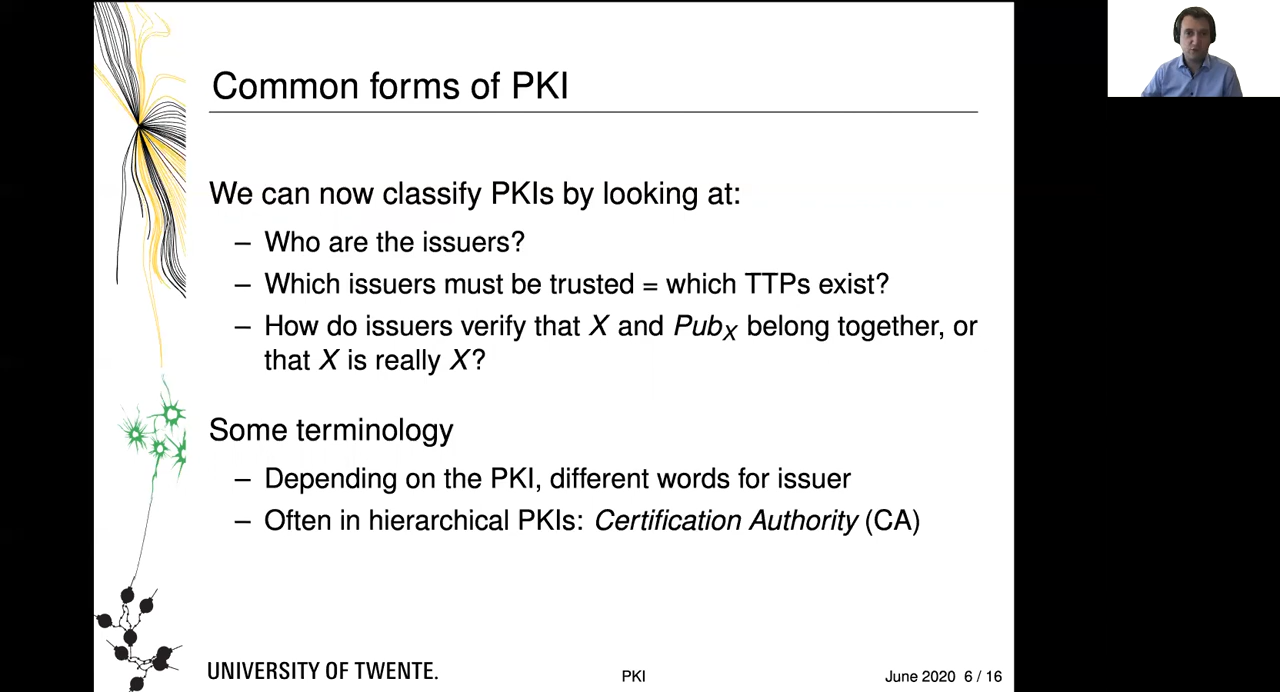 Common forms of PKI
We can now classify PKIs by looking at:
– Who are the issuers?
– Which issuers must be trusted = which TTPs exist?
– How do issuers verify that X and Pub_X belong together, or
that X is really X?
Some terminology
– Depending on the PKI, different words for issuer
– Often in hierarchical PKIs: Certification Authority (CA)
UNIVERSITY OF TWENTE.
PKI
June 2020 6 / 16